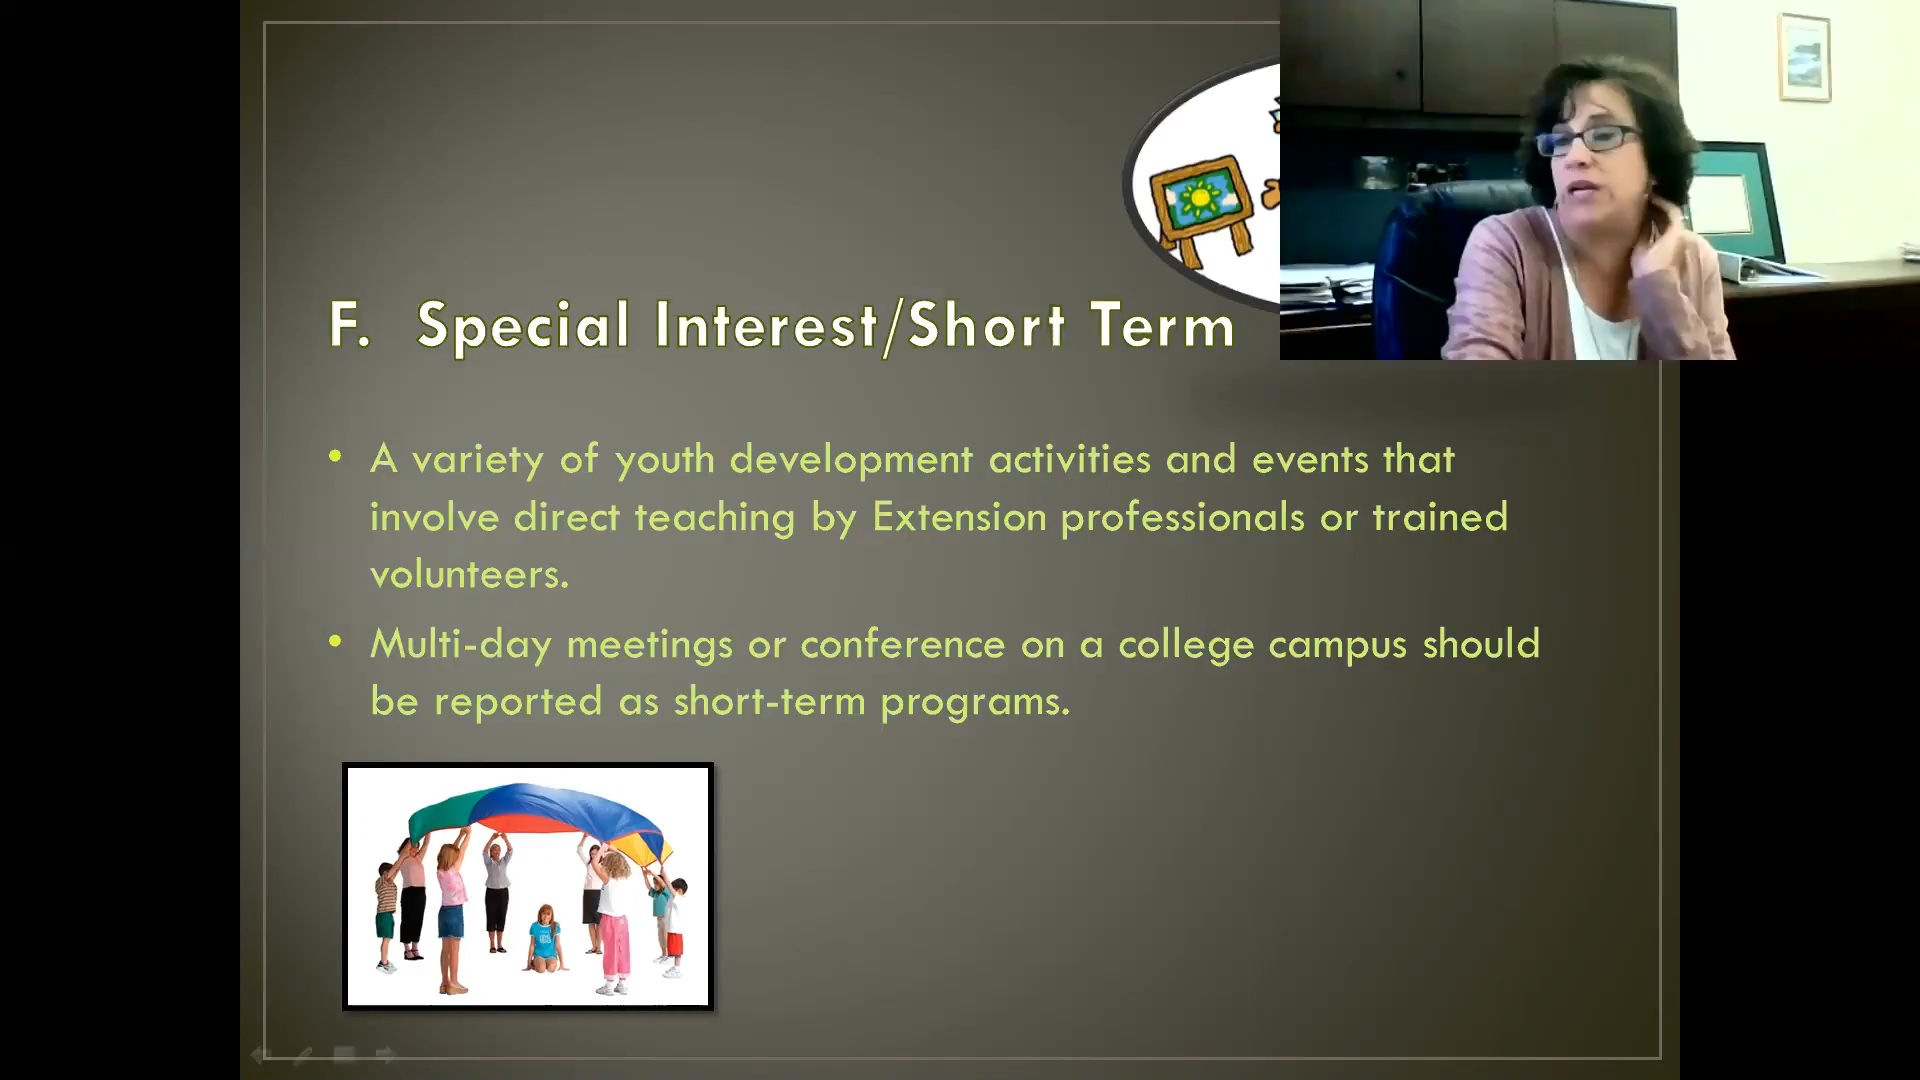 F. Special Interest/Short Term
• A variety of youth development activities and events that
involve direct teaching by Extension professionals or trained
volunteers.
• Multi-day meetings or conference on a college campus should
be reported as short-term programs.